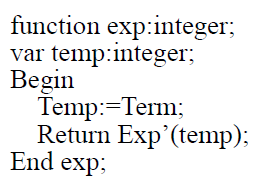 function exp:integer;
var temp:integer;
Begin
Temp:=Term;
Return Exp’(temp);
End exp;